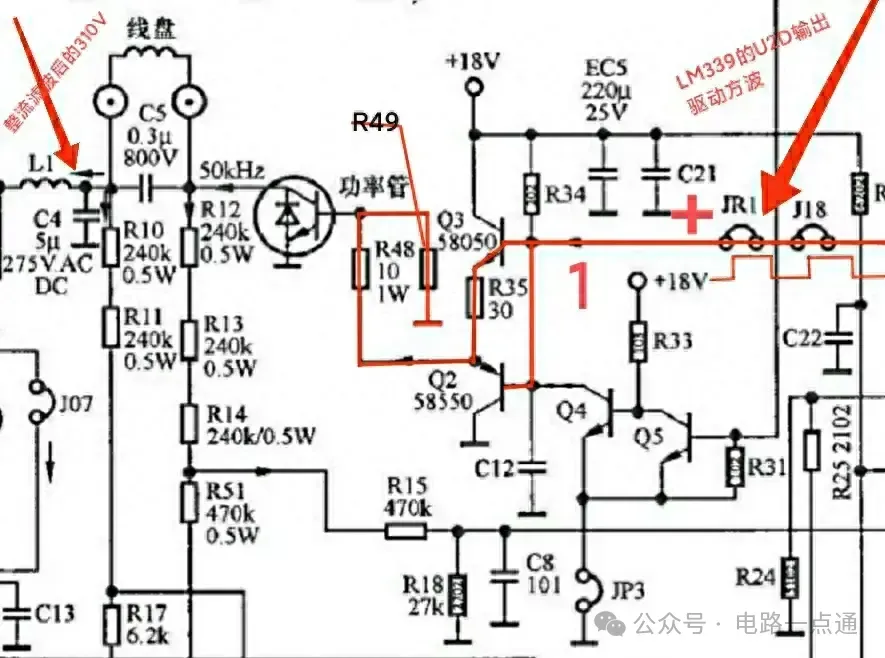 整流滤波后的310V
线盘
+18V
LM339的U2D输出
驱动方波
EC5
220μ
25V
C5
0.3μ
800V
R49
L1
50kHz
功率管
C21
R34
JR1
J18
+
C4
5μ
275V.AC
DC
R10
240k
0.5W
R12
240k
0.5W
Q3
58050
R48
10
1W
R35
30
1
+18V
R11
240k
0.5W
R13
240k
0.5W
R33
C22
J07
Q2
58550
Q4
Q5
R14
240k/0.5W
C12
R31
R25 2102
R51
470k
0.5W
R15
470k
R18
27k
C8
101
JP3
R24
C13
R17
6.2k
公众号 · 电路一点通